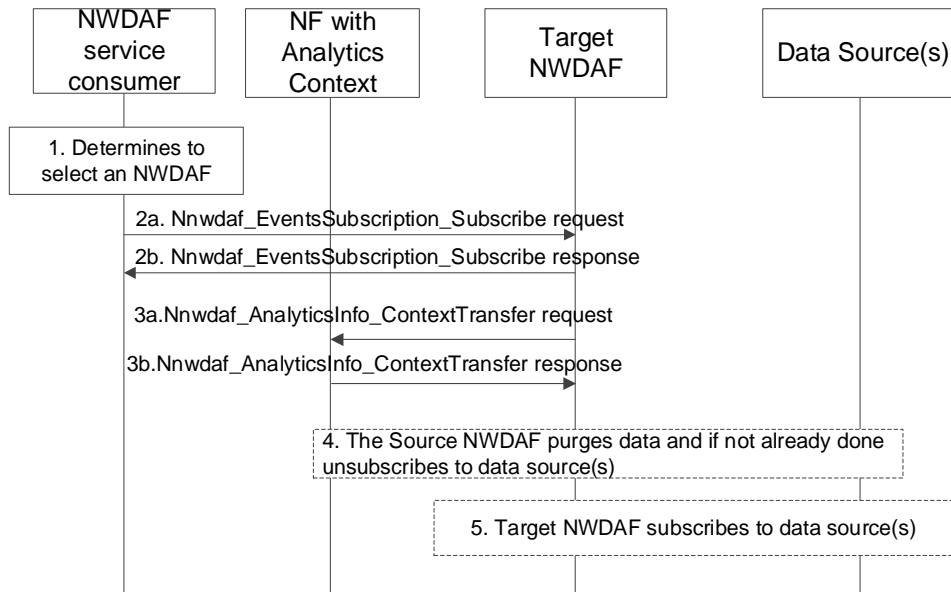 NWDAF
service
consumer
NF with
Analytics
Context
Target
NWDAF
Data Source(s)
1. Determines to
select an NWDAF
2a. Nnwdaf_EventsSubscription_Subscribe request
2b. Nnwdaf_EventsSubscription_Subscribe response
3a.Nnwdaf_AnalyticsInfo_ContextTransfer request
3b.Nnwdaf_AnalyticsInfo_ContextTransfer response
4. The Source NWDAF purges data and if not already done
unsubscribes to data source(s)
5. Target NWDAF subscribes to data source(s)